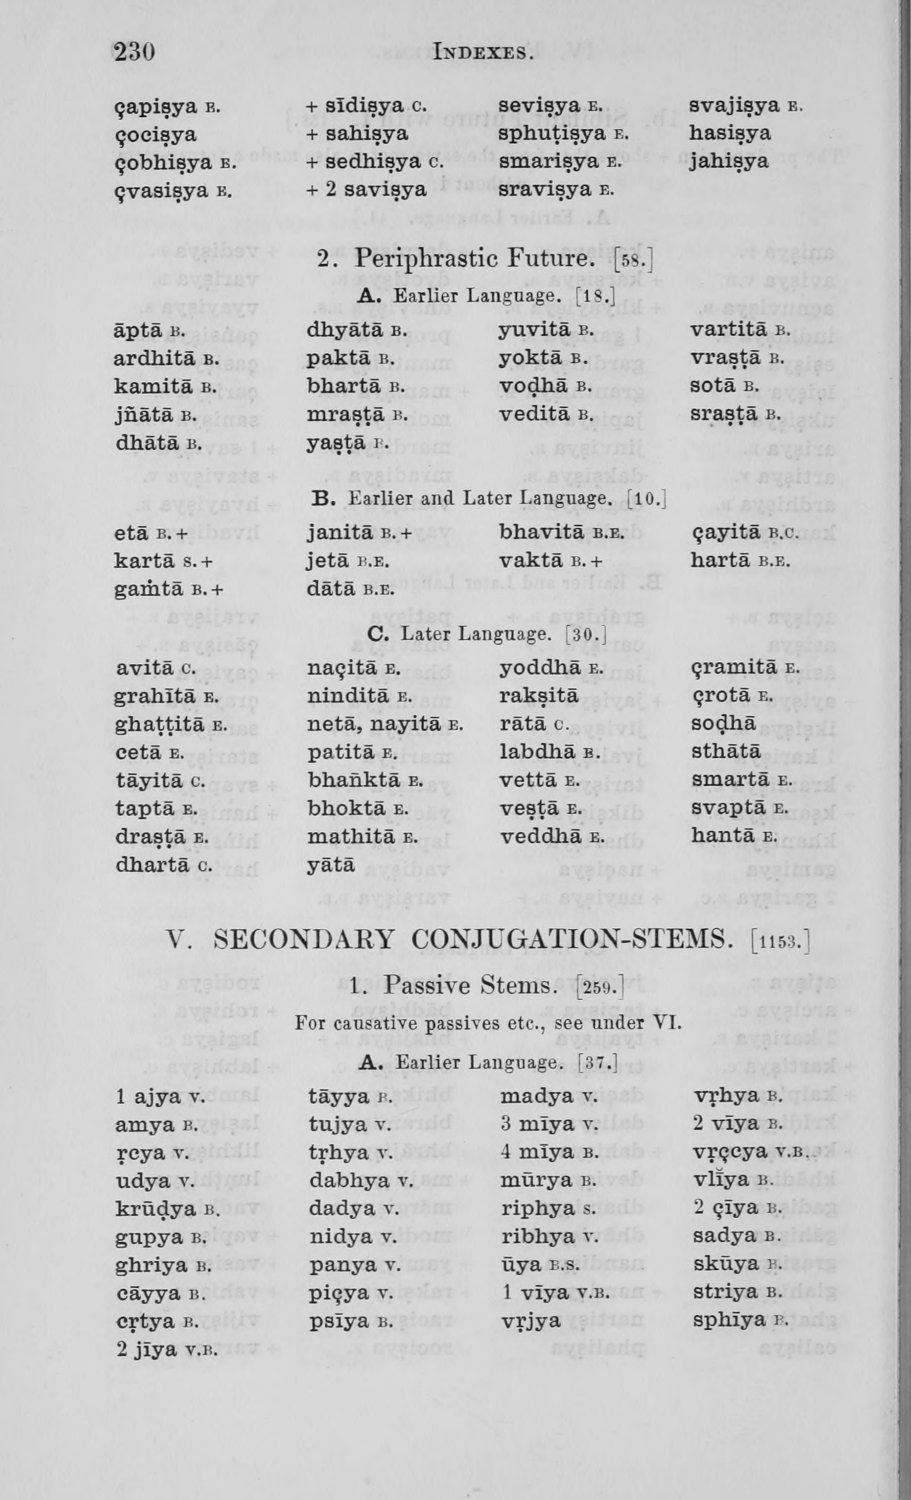 230 INDEXES.
çapiṣya E. + sīdiṣya C. seviṣya E. svajiṣya E.
çociṣya + sahiṣya sphuṭiṣya E. hasiṣya
çobhiṣya E. + sedhiṣya C. smariṣya E. jahiṣya
çvasiṣya E. + 2 saviṣya sraviṣya E.
2. Periphrastic Future. [58.]
A. Earlier Language. [18.]
āptā B. dhyātā B. yuvitā B. vartitā B.
ardhitā B. paktā B. yoktā B. vraṣṭā B.
kamitā B. bhartā B. voḍhā B. sotā B.
jñātā B. mraṣṭā B. veditā B. sraṣṭā B.
dhātā B. yaṣṭā B.
B. Earlier and Later Language. [10.]
etā B.+ janitā B.+ bhavitā B.E. çayitā B.C.
kartā S.+ jetā B.E. vaktā B.+ hartā B.E.
gaṁtā B.+ dātā B.E.
C. Later Language. [30.]
avitā C. naçitā E. yoddhā E. çramitā E.
grahītā E. ninditā E. rakṣitā çrotā E.
ghaṭṭitā E. netā, nayitā E. rātā C. soḍhā
cetā E. patitā E. labdhā E. sthātā
tāyitā C. bhan̄ktā E. vettā E. smartā E.
taptā E. bhoktā E. veṣṭā E. svaptā E.
draṣṭā E. mathitā E. veddhā E. hantā E.
dhartā C. yātā
V. SECONDARY CONJUGATION-STEMS. [1153.]
1. Passive Stems. [259.]
For causative passives etc., see under VI.
A. Earlier Language. [37.]
1 ajya V. tāyya B. madya V. vṛhya B.
amya B. tujya V. 3 mīya V. 2 vīya B.
ṛcya V. tṛhya V. 4 mīya B. vṛçcya V.B.
udya V. dabhya V. mūrya B. vlīya B.
krūḍya B. dadya V. riphya S. 2 çīya B.
gupya B. nidya V. ribhya V. sadya B.
ghriya B. panya V. ūya B.S. skūya B.
cāyya B. piçya V. 1 vīya V.B. striya B.
cṛtya B. psīya B. vṛjya sphīya B.
2 jīya V.B.